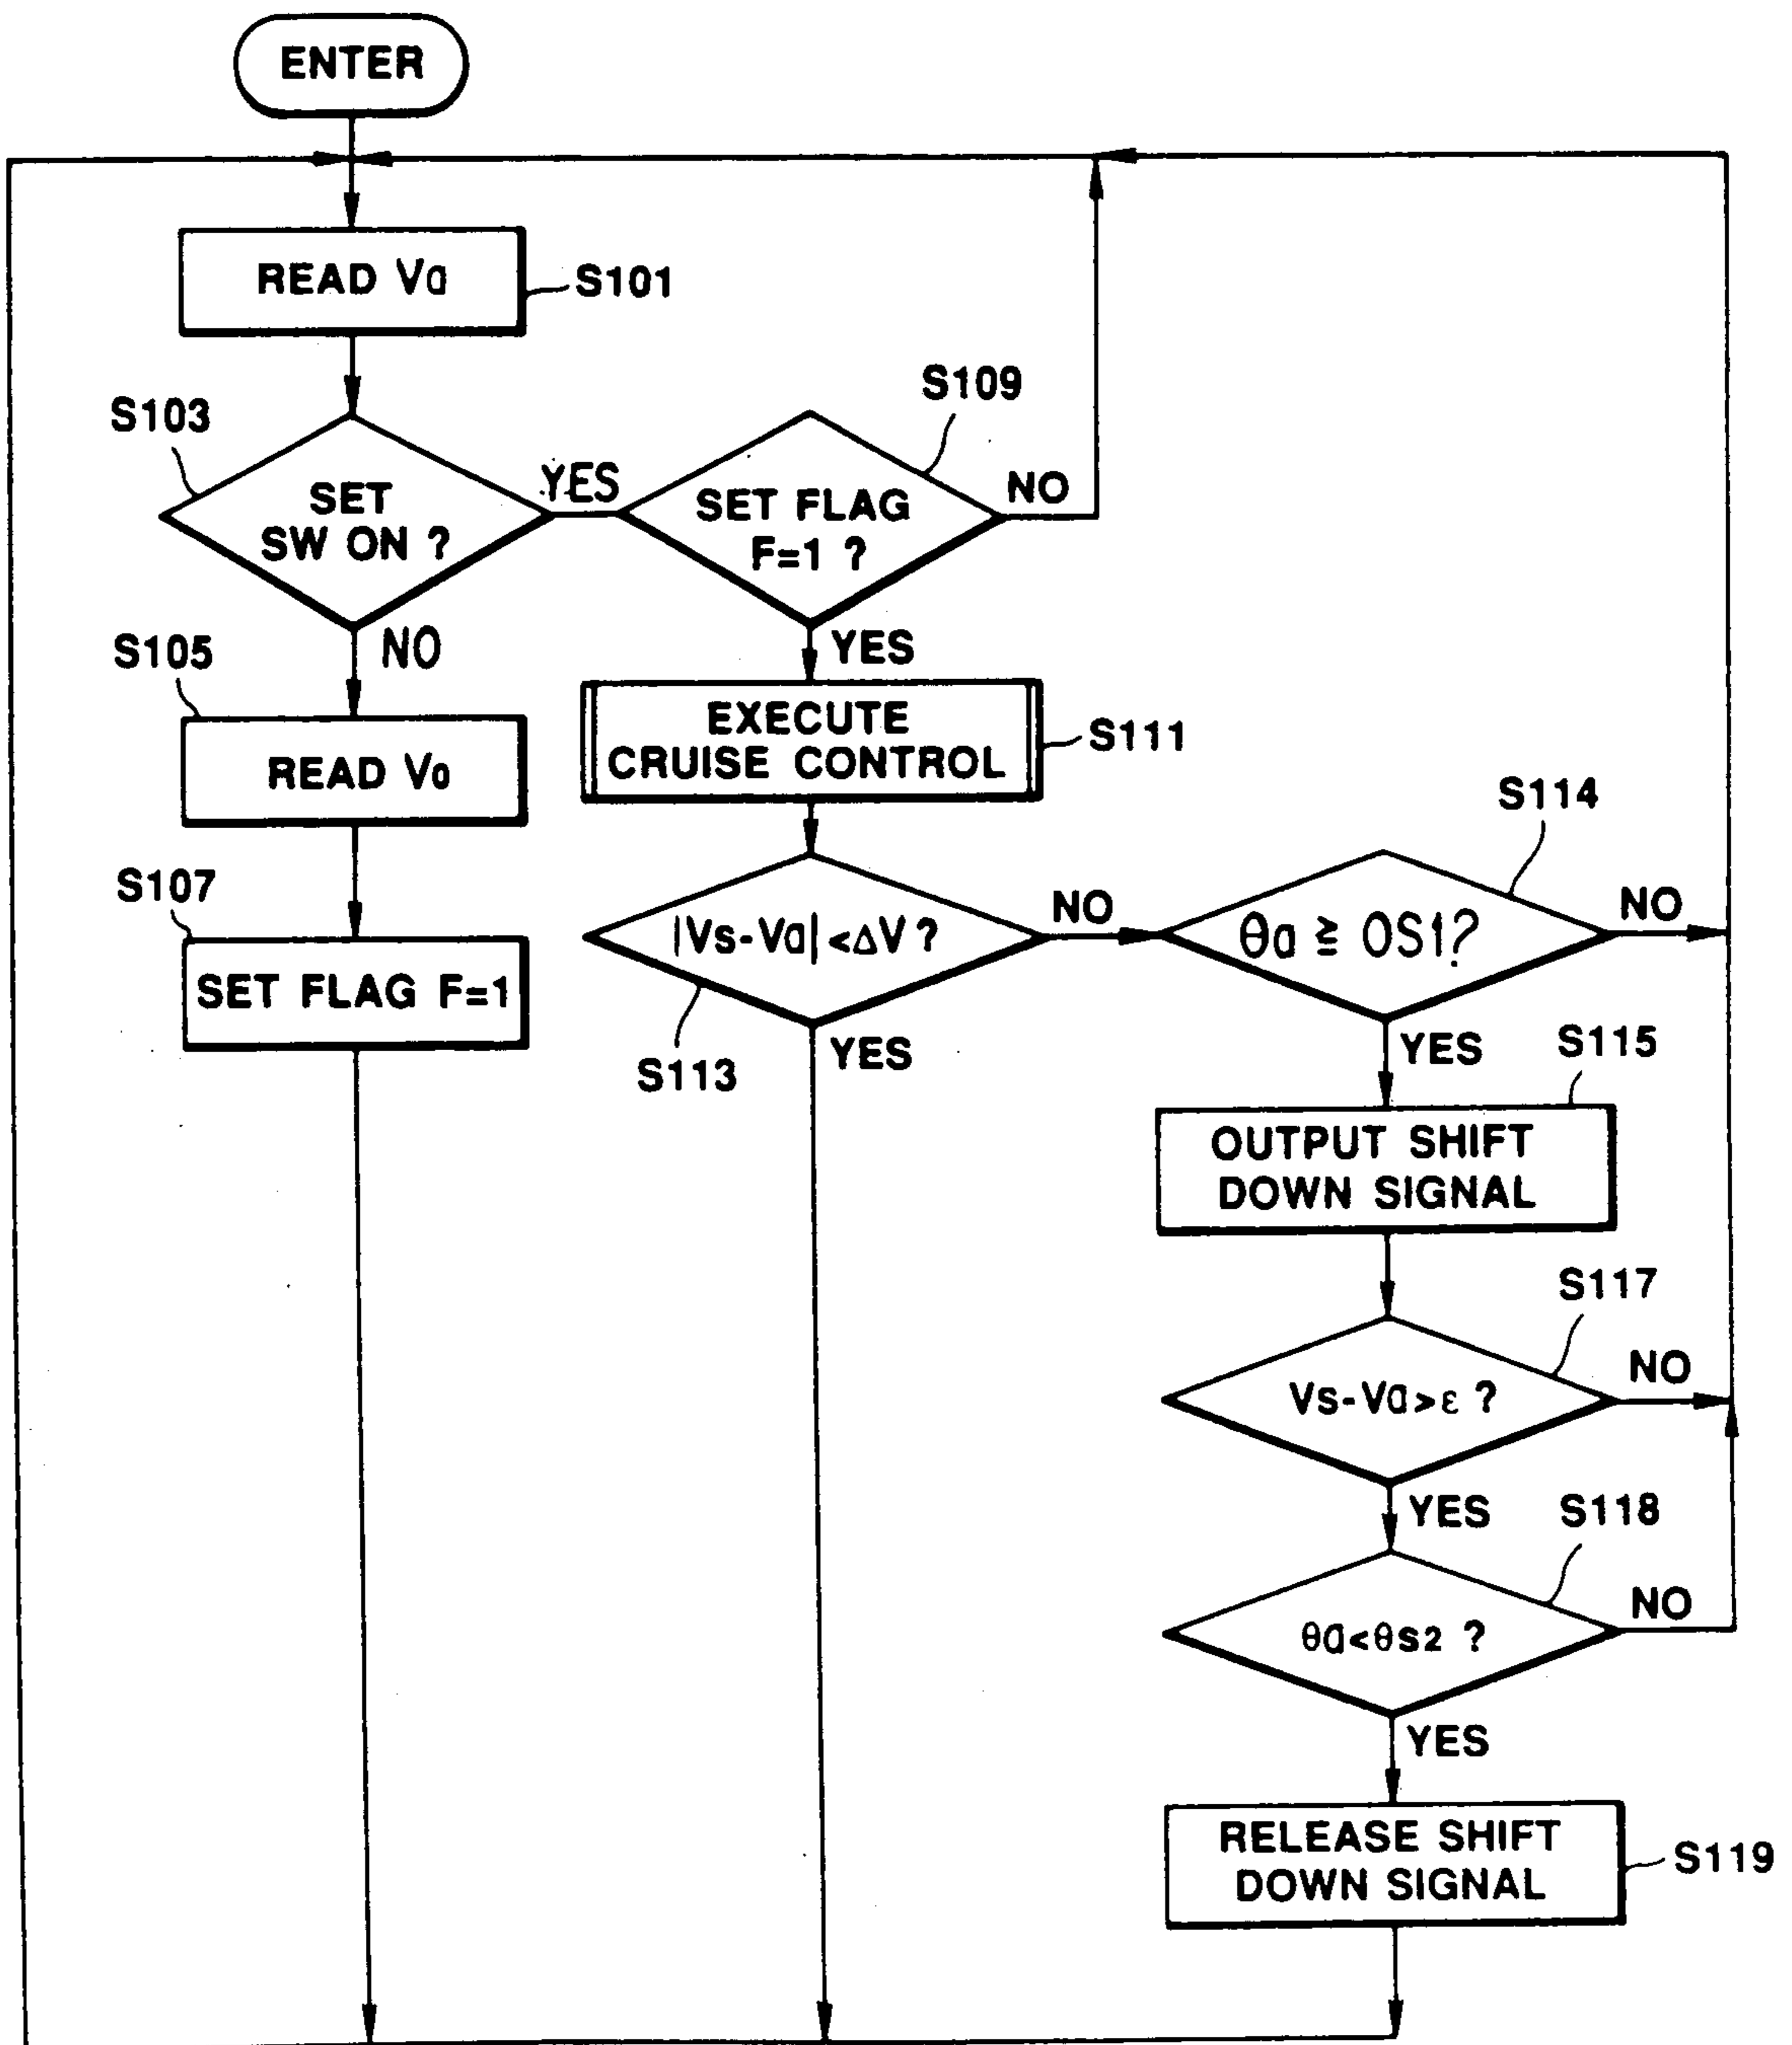 ENTER
READ Va
S101
S103
SET
SW ON ?
YES
S109
SET FLAG
F=1 ?
NO
NO
YES
S105
READ Vo
EXECUTE
CRUISE CONTROL
S111
S107
SET FLAG F=1
|Vs-Va|<ΔV ?
S113
NO
YES
S114
θa ≧ OS1?
NO
YES
S115
OUTPUT SHIFT
DOWN SIGNAL
S117
Vs-Va>ε ?
NO
YES
S118
θa<θs2 ?
NO
YES
RELEASE SHIFT
DOWN SIGNAL
S119